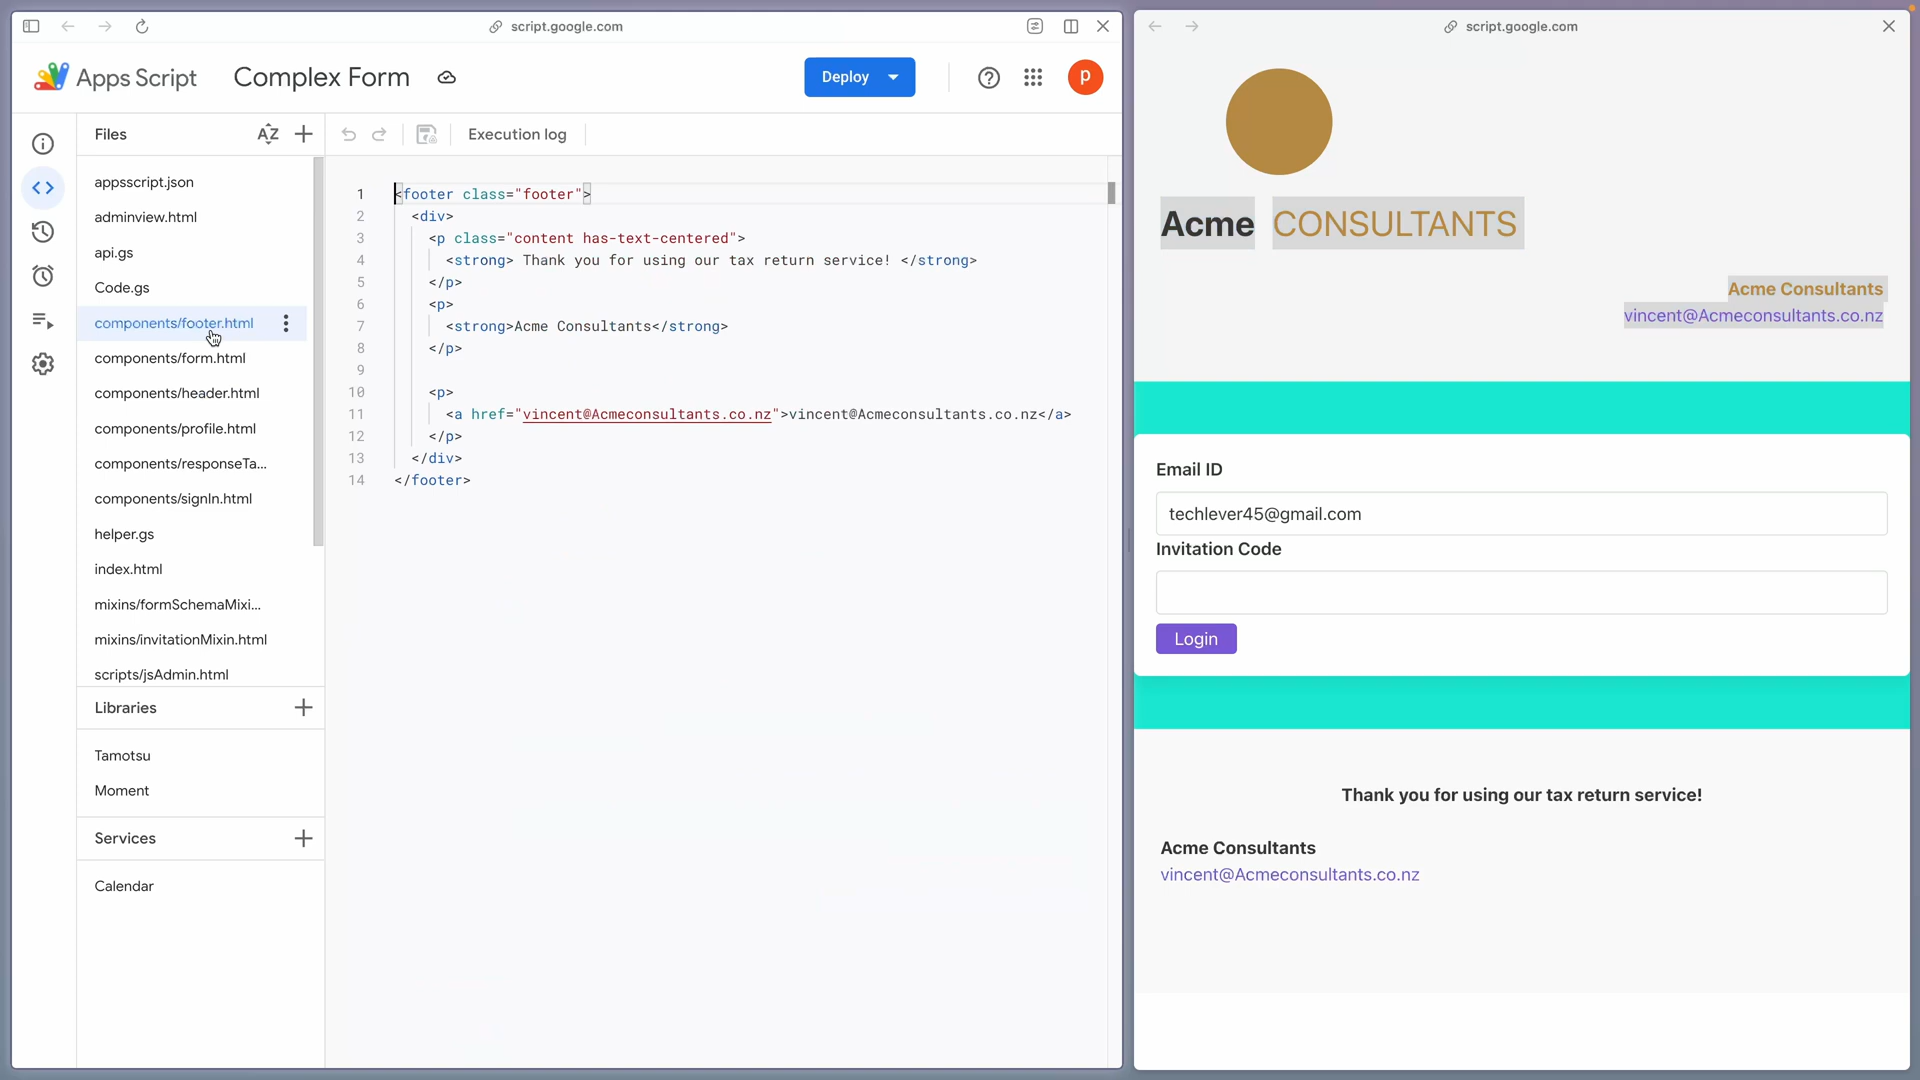 script.google.com
Apps Script
Complex Form
Deploy
P
Files
AZ
Execution log
appsscript.json
adminview.html
api.gs
Code.gs
components/footer.html
components/form.html
components/header.html
components/profile.html
components/responseTa...
components/signIn.html
helper.gs
index.html
mixins/formSchemaMixi...
mixins/invitationMixin.html
scripts/jsAdmin.html
Libraries
Tamotsu
Moment
Services
Calendar
1 <footer class="footer">
2 <div>
3 <p class="content has-text-centered">
4 <strong> Thank you for using our tax return service! </strong>
5 </p>
6 <p>
7 <strong>Acme Consultants</strong>
8 </p>
9
10 <p>
11 <a href="vincent@Acmeconsultants.co.nz">vincent@Acmeconsultants.co.nz</a>
12 </p>
13 </div>
14 </footer>
script.google.com
Acme CONSULTANTS
Acme Consultants
vincent@Acmeconsultants.co.nz
Email ID
techlever45@gmail.com
Invitation Code
Login
Thank you for using our tax return service!
Acme Consultants
vincent@Acmeconsultants.co.nz